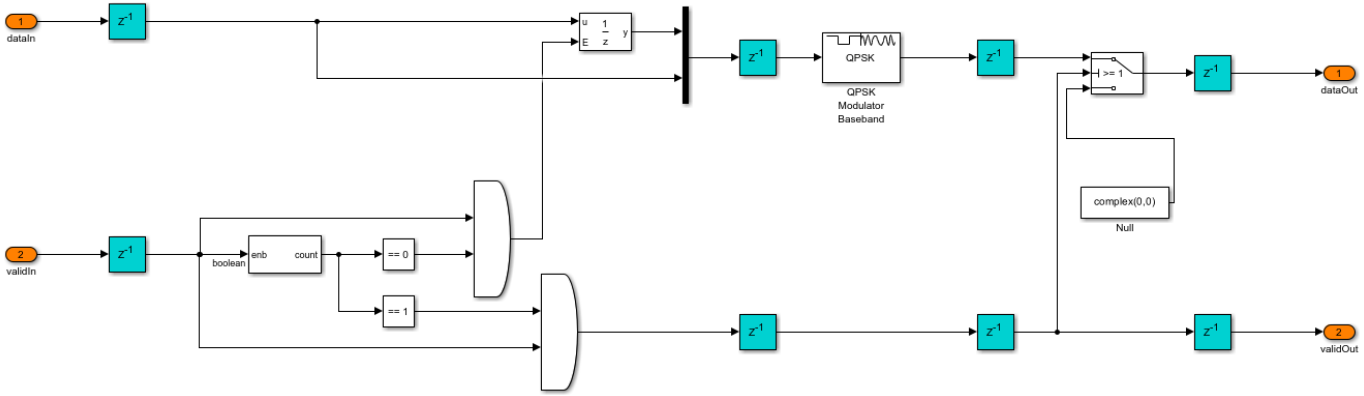 1
dataIn
Z-1
u
E
1
z
y
Z-1
QPSK
QPSK
Modulator
Baseband
Z-1
>= 1
Z-1
1
dataOut
complex(0,0)
Null
2
validIn
Z-1
boolean
enb
count
== 0
== 1
Z-1
Z-1
Z-1
2
validOut